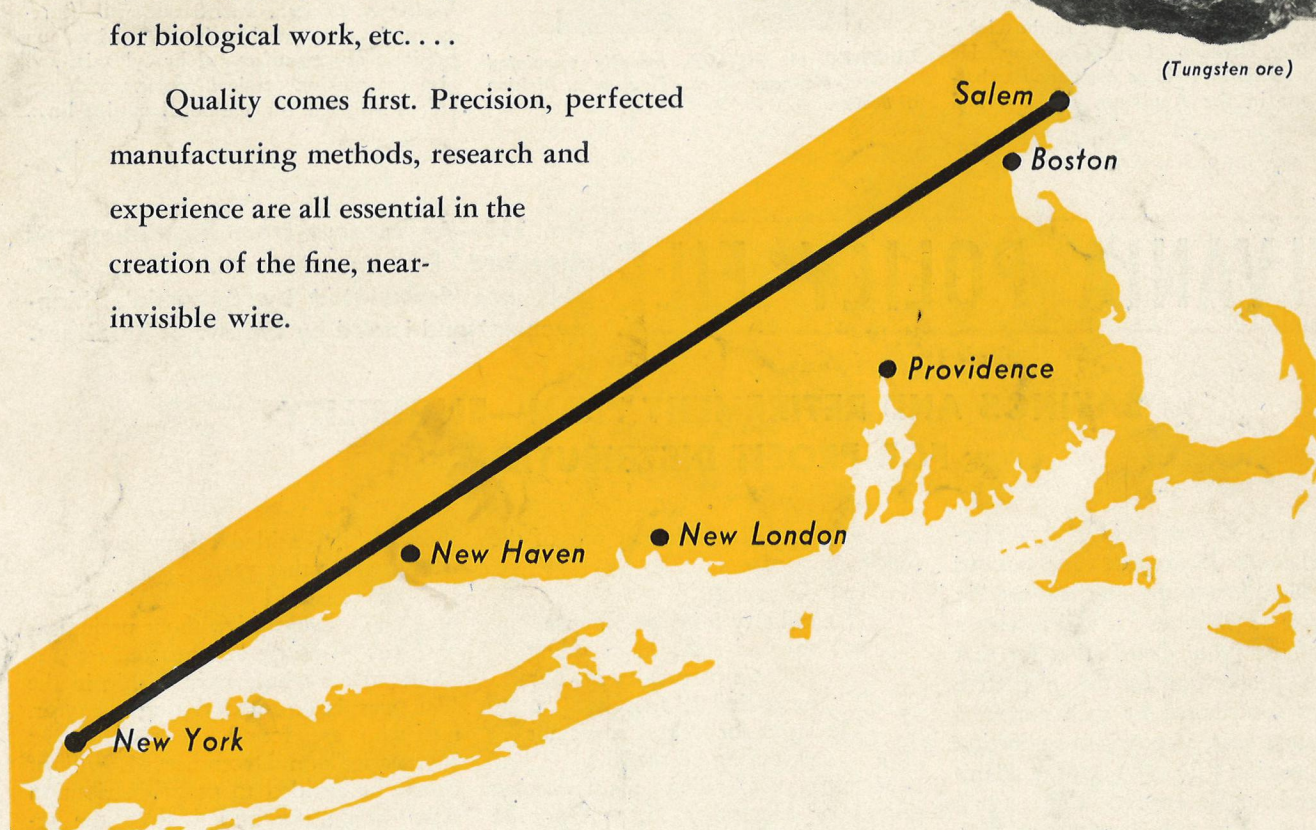 for biological work, etc. . . .
Quality comes first. Precision, perfected
manufacturing methods, research and
experience are all essential in the
creation of the fine, near-
invisible wire.
(Tungsten ore)
Salem
Boston
Providence
New London
New Haven
New York